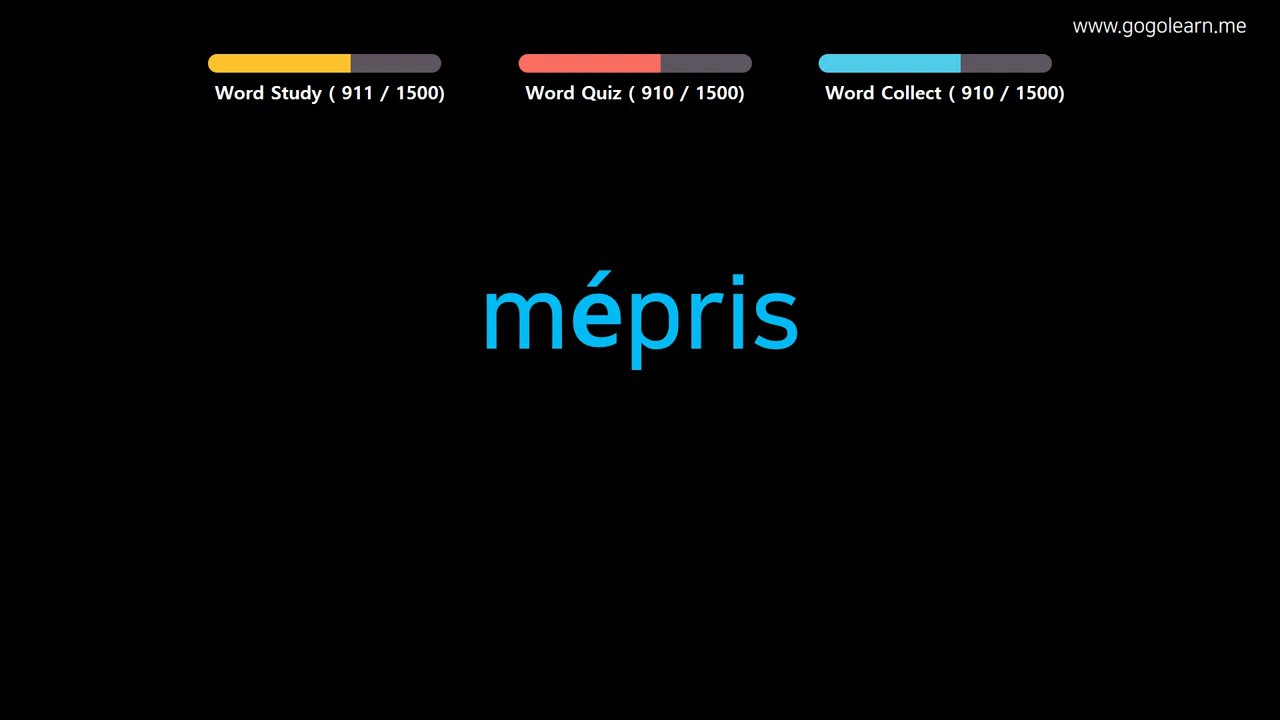 www.gogolearn.me
Word Study ( 911 / 1500)
Word Quiz ( 910 / 1500)
Word Collect ( 910 / 1500)
mépris